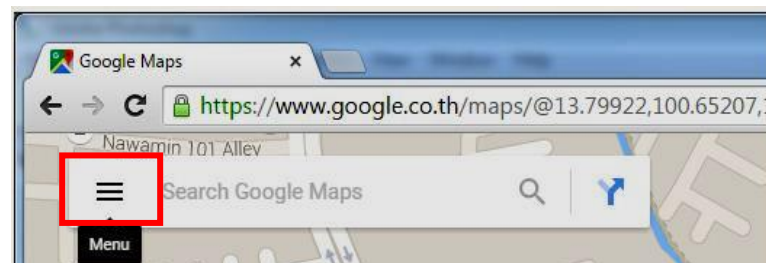 Google Maps
https://www.google.co.th/maps/@13.79922,100.65207,
Nawamin 101 Alley
Search Google Maps
Menu